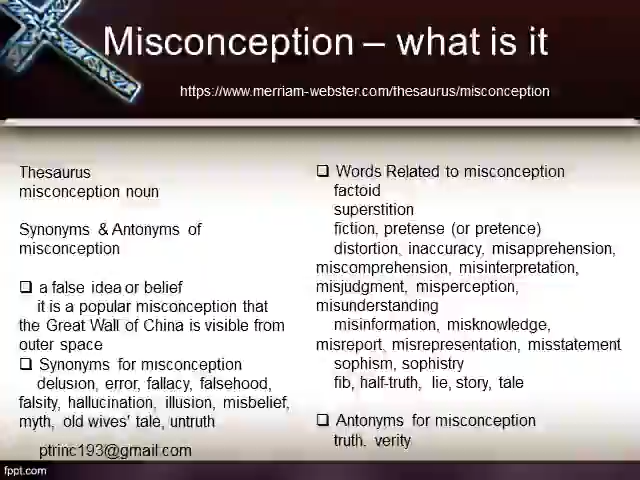 Misconception – what is it
https://www.merriam-webster.com/thesaurus/misconception
Thesaurus
misconception noun
Synonyms & Antonyms of
misconception
❑ a false idea or belief
it is a popular misconception that
the Great Wall of China is visible from
outer space
❑ Synonyms for misconception
delusion, error, fallacy, falsehood,
falsity, hallucination, illusion, misbelief,
myth, old wives' tale, untruth
ptrinc193@gmail.com
❑ Words Related to misconception
factoid
superstition
fiction, pretense (or pretence)
distortion, inaccuracy, misapprehension,
miscomprehension, misinterpretation,
misjudgment, misperception,
misunderstanding
misinformation, misknowledge,
misreport, misrepresentation, misstatement
sophism, sophistry
fib, half-truth, lie, story, tale
❑ Antonyms for misconception
truth, verity
fppt.com